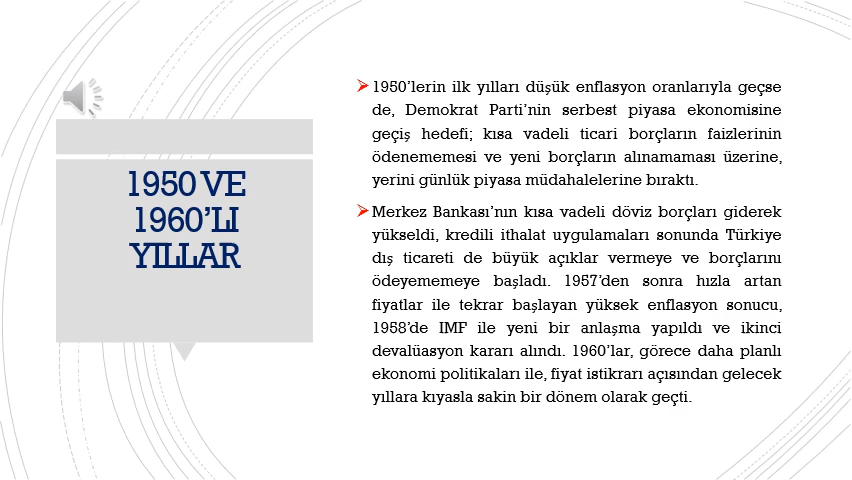 1950 VE
1960’LI
YILLAR
1950’lerin ilk yılları düşük enflasyon oranlarıyla geçse
de, Demokrat Parti’nin serbest piyasa ekonomisine
geçiş hedefi; kısa vadeli ticari borçların faizlerinin
ödenememesi ve yeni borçların alınamaması üzerine,
yerini günlük piyasa müdahalelerine bıraktı.
Merkez Bankası’nın kısa vadeli döviz borçları giderek
yükseldi, kredili ithalat uygulamaları sonunda Türkiye
dış ticareti de büyük açıklar vermeye ve borçlarını
ödeyememeye başladı. 1957’den sonra hızla artan
fiyatlar ile tekrar başlayan yüksek enflasyon sonucu,
1958’de IMF ile yeni bir anlaşma yapıldı ve ikinci
devalüasyon kararı alındı. 1960’lar, görece daha planlı
ekonomi politikaları ile, fiyat istikrarı açısından gelecek
yıllara kıyasla sakin bir dönem olarak geçti.